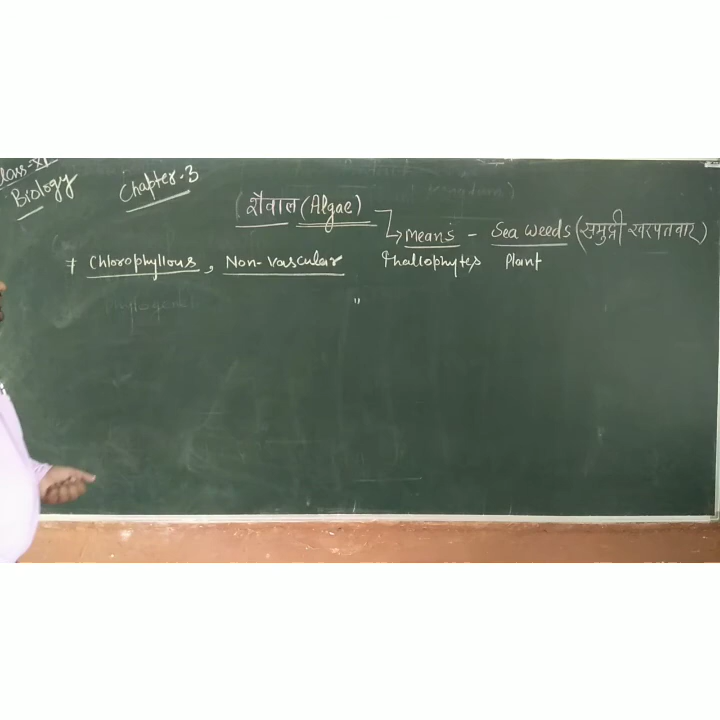 Class-XI
Biology
Chapter-3
(शैवाल (Algae)
Means - Sea weeds (समुद्री खरपतवार)
* Chlorophyllous, Non-vascular thallophytes Plant
"